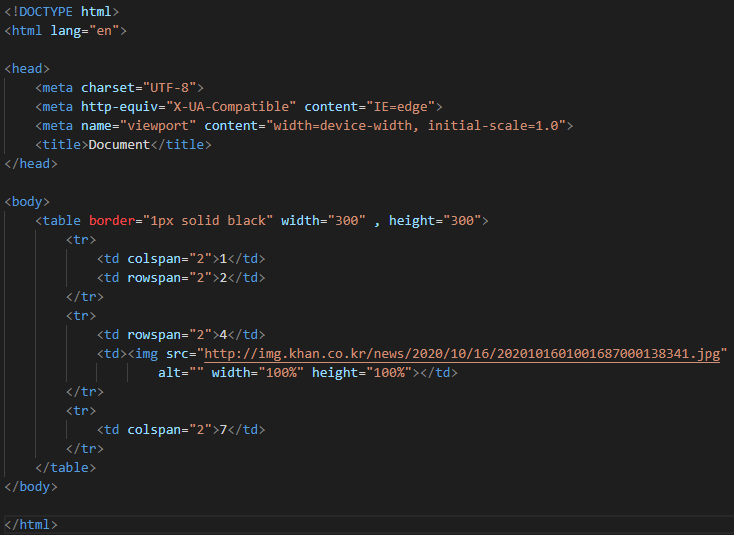 <!DOCTYPE html>
<html lang="en">
<head>
<meta charset="UTF-8">
<meta http-equiv="X-UA-Compatible" content="IE=edge">
<meta name="viewport" content="width=device-width, initial-scale=1.0">
<title>Document</title>
</head>
<body>
<table border="1px solid black" width="300" , height="300">
<tr>
<td colspan="2">1</td>
<td rowspan="2">2</td>
</tr>
<tr>
<td rowspan="2">4</td>
<td><img src="http://img.khan.co.kr/news/2020/10/16/2020101601001687000138341.jpg"
alt="" width="100%" height="100%"></td>
</tr>
<tr>
<td colspan="2">7</td>
</tr>
</table>
</body>
</html>